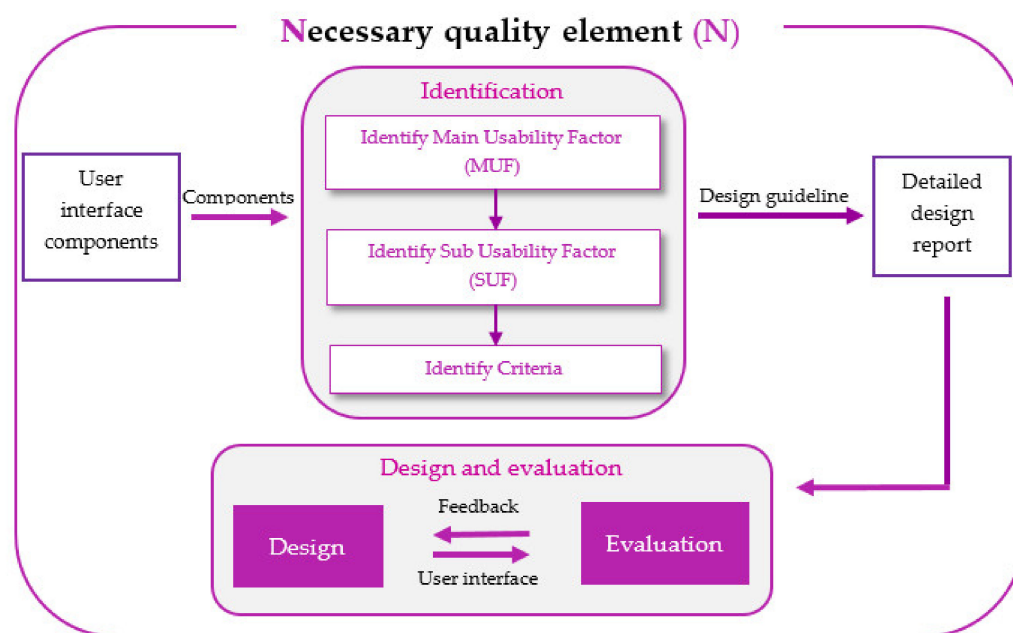 Necessary quality element (N)
Identification
Identify Main Usability Factor
(MUF)
User
interface
components
Components
Identify Sub Usability Factor
(SUF)
Identify Criteria
Design guideline
Detailed
design
report
Design and evaluation
Design
Feedback
User interface
Evaluation